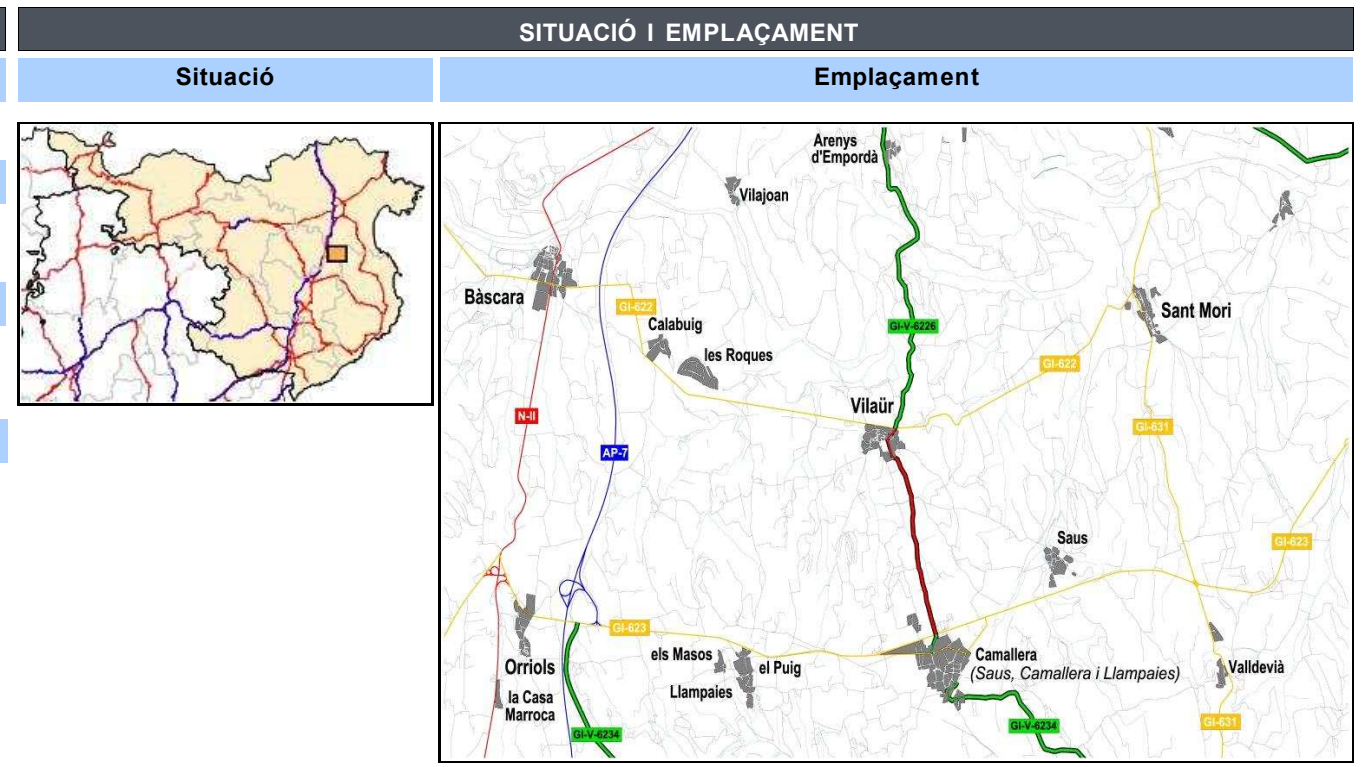 SITUACIÓ I EMPLAÇAMENT
Situació
Emplaçament
Arenys
d'Empordà
Vilajoan
Bàscara
GI-622
Calabuig
les Roques
GI-V-6226
Sant Mori
GI-622
Vilaür
N-II
GI-631
AP-7
Saus
GI-623
GI-623
els Masos
el Puig
Orriols
Camallera
(Saus, Camallera i Llampaies)
Valldevià
Llampaies
la Casa
Marroca
GI-V-6234
GI-V-6234
GI-631